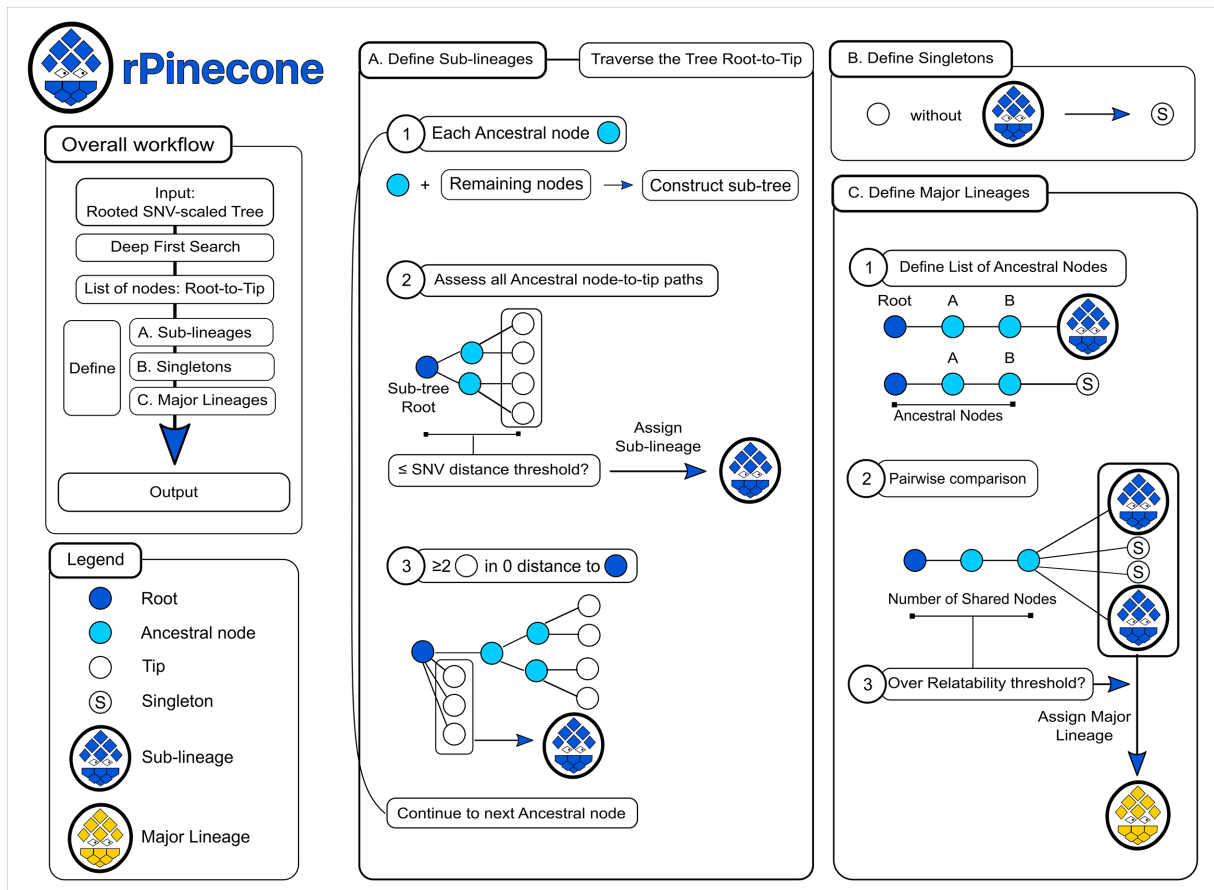 rPinecone
Overall workflow
Input:
Rooted SNV-scaled Tree
Deep First Search
List of nodes: Root-to-Tip
Define
A. Sub-lineages
B. Singletons
C. Major Lineages
Output
Legend
Root
Ancestral node
Tip
S
Singleton
Sub-lineage
Major Lineage
A. Define Sub-lineages
Traverse the Tree Root-to-Tip
1
Each Ancestral node
+
Remaining nodes
Construct sub-tree
2
Assess all Ancestral node-to-tip paths
Sub-tree
Root
≤ SNV distance threshold?
Assign
Sub-lineage
3
≥2
in 0 distance to
Continue to next Ancestral node
B. Define Singletons
without
S
C. Define Major Lineages
1
Define List of Ancestral Nodes
Root A B
A B
S
Ancestral Nodes
2
Pairwise comparison
S
S
Number of Shared Nodes
3
Over Relatability threshold?
Assign Major
Lineage